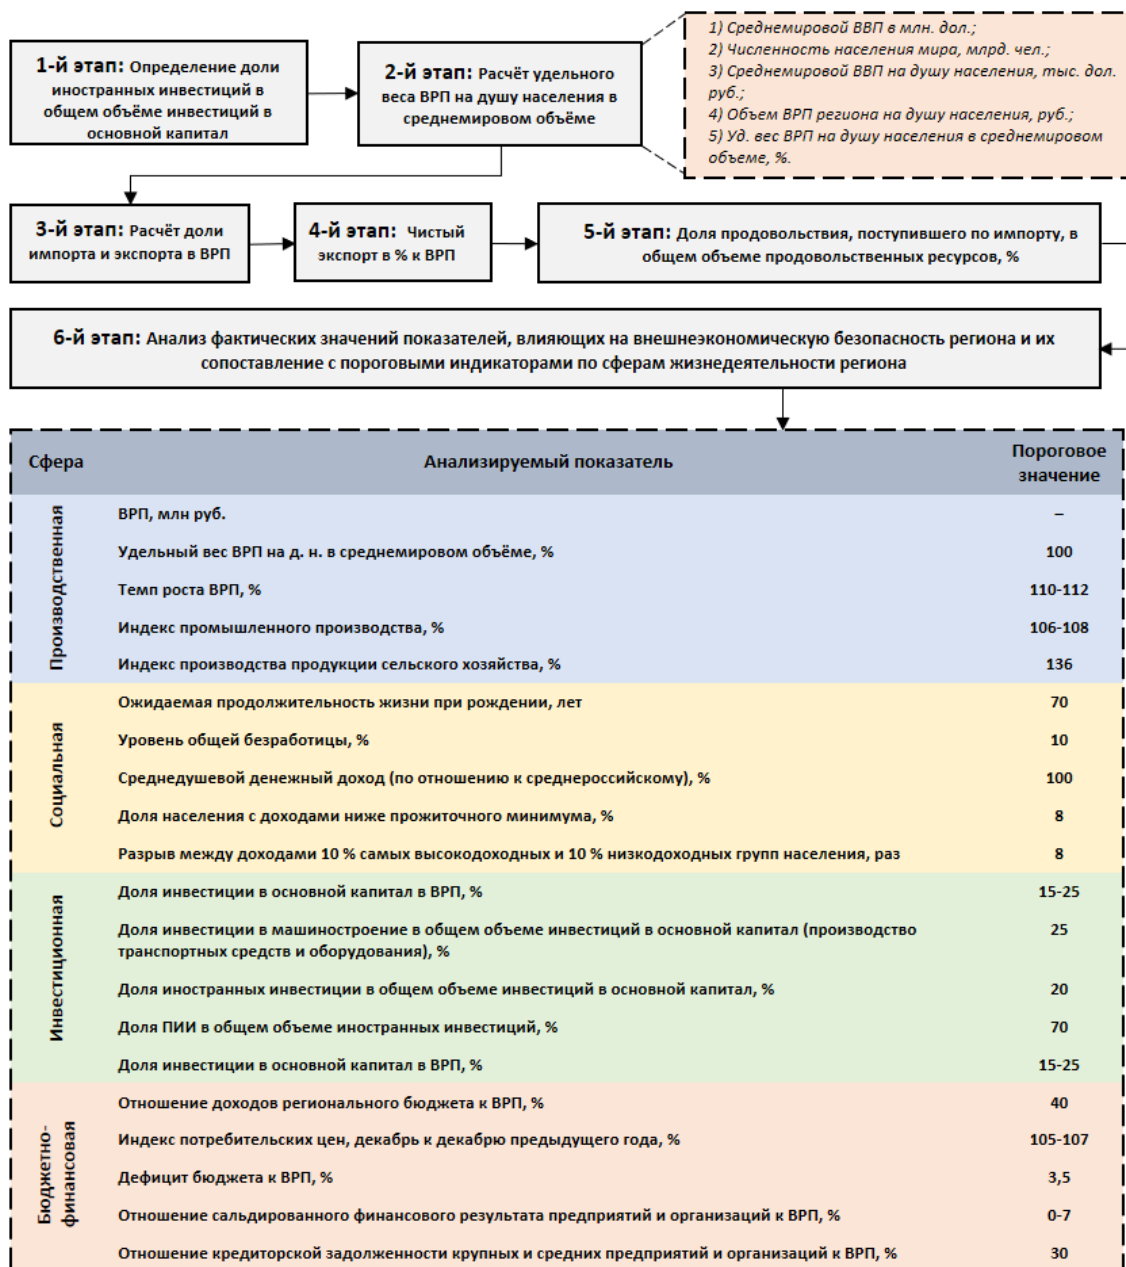 1-й этап: Определение доли
иностранных инвестиций в
общем объёме инвестиций в
основной капитал
2-й этап: Расчёт удельного
веса ВРП на душу населения в
среднемировом объёме
1) Среднемировой ВВП в млн. дол.;
2) Численность населения мира, млрд. чел.;
3) Среднемировой ВВП на душу населения, тыс. дол.
руб.;
4) Объем ВРП региона на душу населения, руб.;
5) Уд. вес ВРП на душу населения в среднемировом
объеме, %.
3-й этап: Расчёт доли
импорта и экспорта в ВРП
4-й этап: Чистый
экспорт в % к ВРП
5-й этап: Доля продовольствия, поступившего по импорту, в
общем объеме продовольственных ресурсов, %
6-й этап: Анализ фактических значений показателей, влияющих на внешнеэкономическую безопасность региона и их
сопоставление с пороговыми индикаторами по сферам жизнедеятельности региона
Сфера Анализируемый показатель Пороговое
значение
Производственная
ВРП, млн руб. –
Удельный вес ВРП на д. н. в среднемировом объёме, % 100
Темп роста ВРП, % 110-112
Индекс промышленного производства, % 106-108
Индекс производства продукции сельского хозяйства, % 136
Социальная
Ожидаемая продолжительность жизни при рождении, лет 70
Уровень общей безработицы, % 10
Среднедушевой денежный доход (по отношению к среднероссийскому), % 100
Доля населения с доходами ниже прожиточного минимума, % 8
Разрыв между доходами 10 % самых высокодоходных и 10 % низкодоходных групп населения, раз 8
Инвестиционная
Доля инвестиции в основной капитал в ВРП, % 15-25
Доля инвестиции в машиностроение в общем объеме инвестиций в основной капитал (производство
транспортных средств и оборудования), % 25
Доля иностранных инвестиции в общем объеме инвестиций в основной капитал, % 20
Доля ПИИ в общем объеме иностранных инвестиций, % 70
Доля инвестиции в основной капитал в ВРП, % 15-25
Бюджетно-
финансовая
Отношение доходов регионального бюджета к ВРП, % 40
Индекс потребительских цен, декабрь к декабрю предыдущего года, % 105-107
Дефицит бюджета к ВРП, % 3,5
Отношение сальдированного финансового результата предприятий и организаций к ВРП, % 0-7
Отношение кредиторской задолженности крупных и средних предприятий и организаций к ВРП, % 30